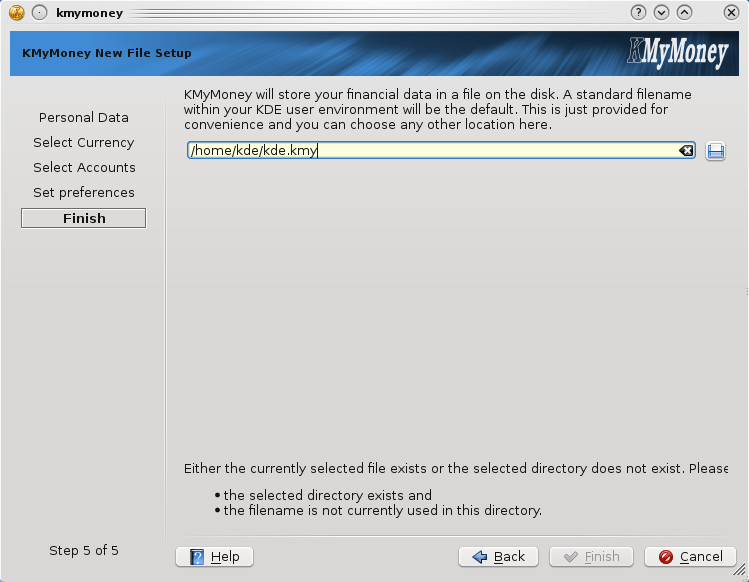 kmymoney
KMyMoney New File Setup
KMyMoney
Personal Data
Select Currency
Select Accounts
Set preferences
Finish
Step 5 of 5
KMyMoney will store your financial data in a file on the disk. A standard filename
within your KDE user environment will be the default. This is just provided for
convenience and you can choose any other location here.
/home/kde/kde.kmy
Either the currently selected file exists or the selected directory does not exist. Please
• the selected directory exists and
• the filename is not currently used in this directory.
Help
Back
Finish
Cancel